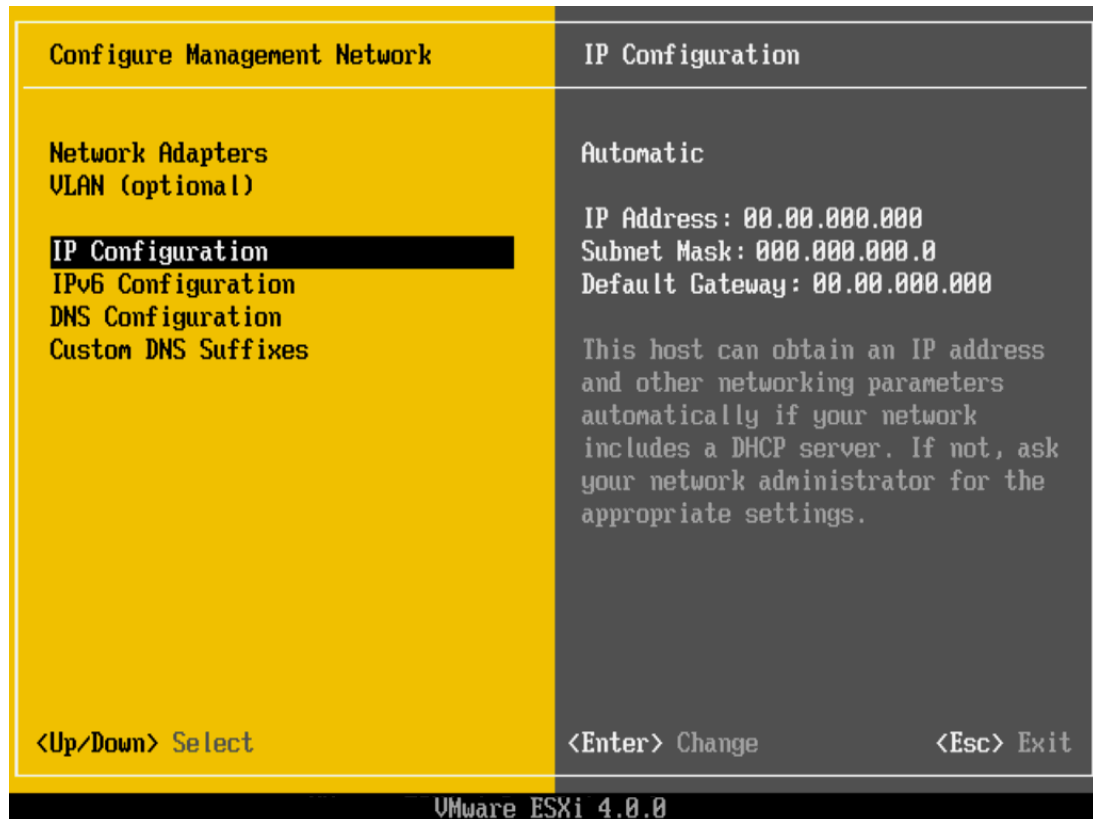 Configure Management Network
Network Adapters
VLAN (optional)
IP Configuration
IPv6 Configuration
DNS Configuration
Custom DNS Suffixes
<Up/Down> Select
IP Configuration
Automatic
IP Address: 00.00.000.000
Subnet Mask: 000.000.000.0
Default Gateway: 00.00.000.000
This host can obtain an IP address
and other networking parameters
automatically if your network
includes a DHCP server. If not, ask
your network administrator for the
appropriate settings.
<Enter> Change <Esc> Exit
VMware ESXi 4.0.0